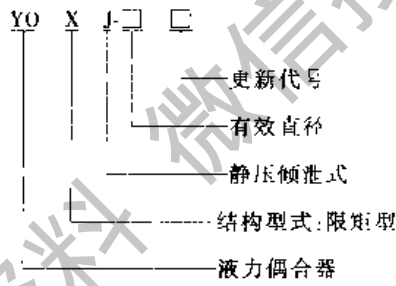 YO X J-□ □
更新代号
有效直径
静压倾泄式
结构型式:限矩型
液力偶合器